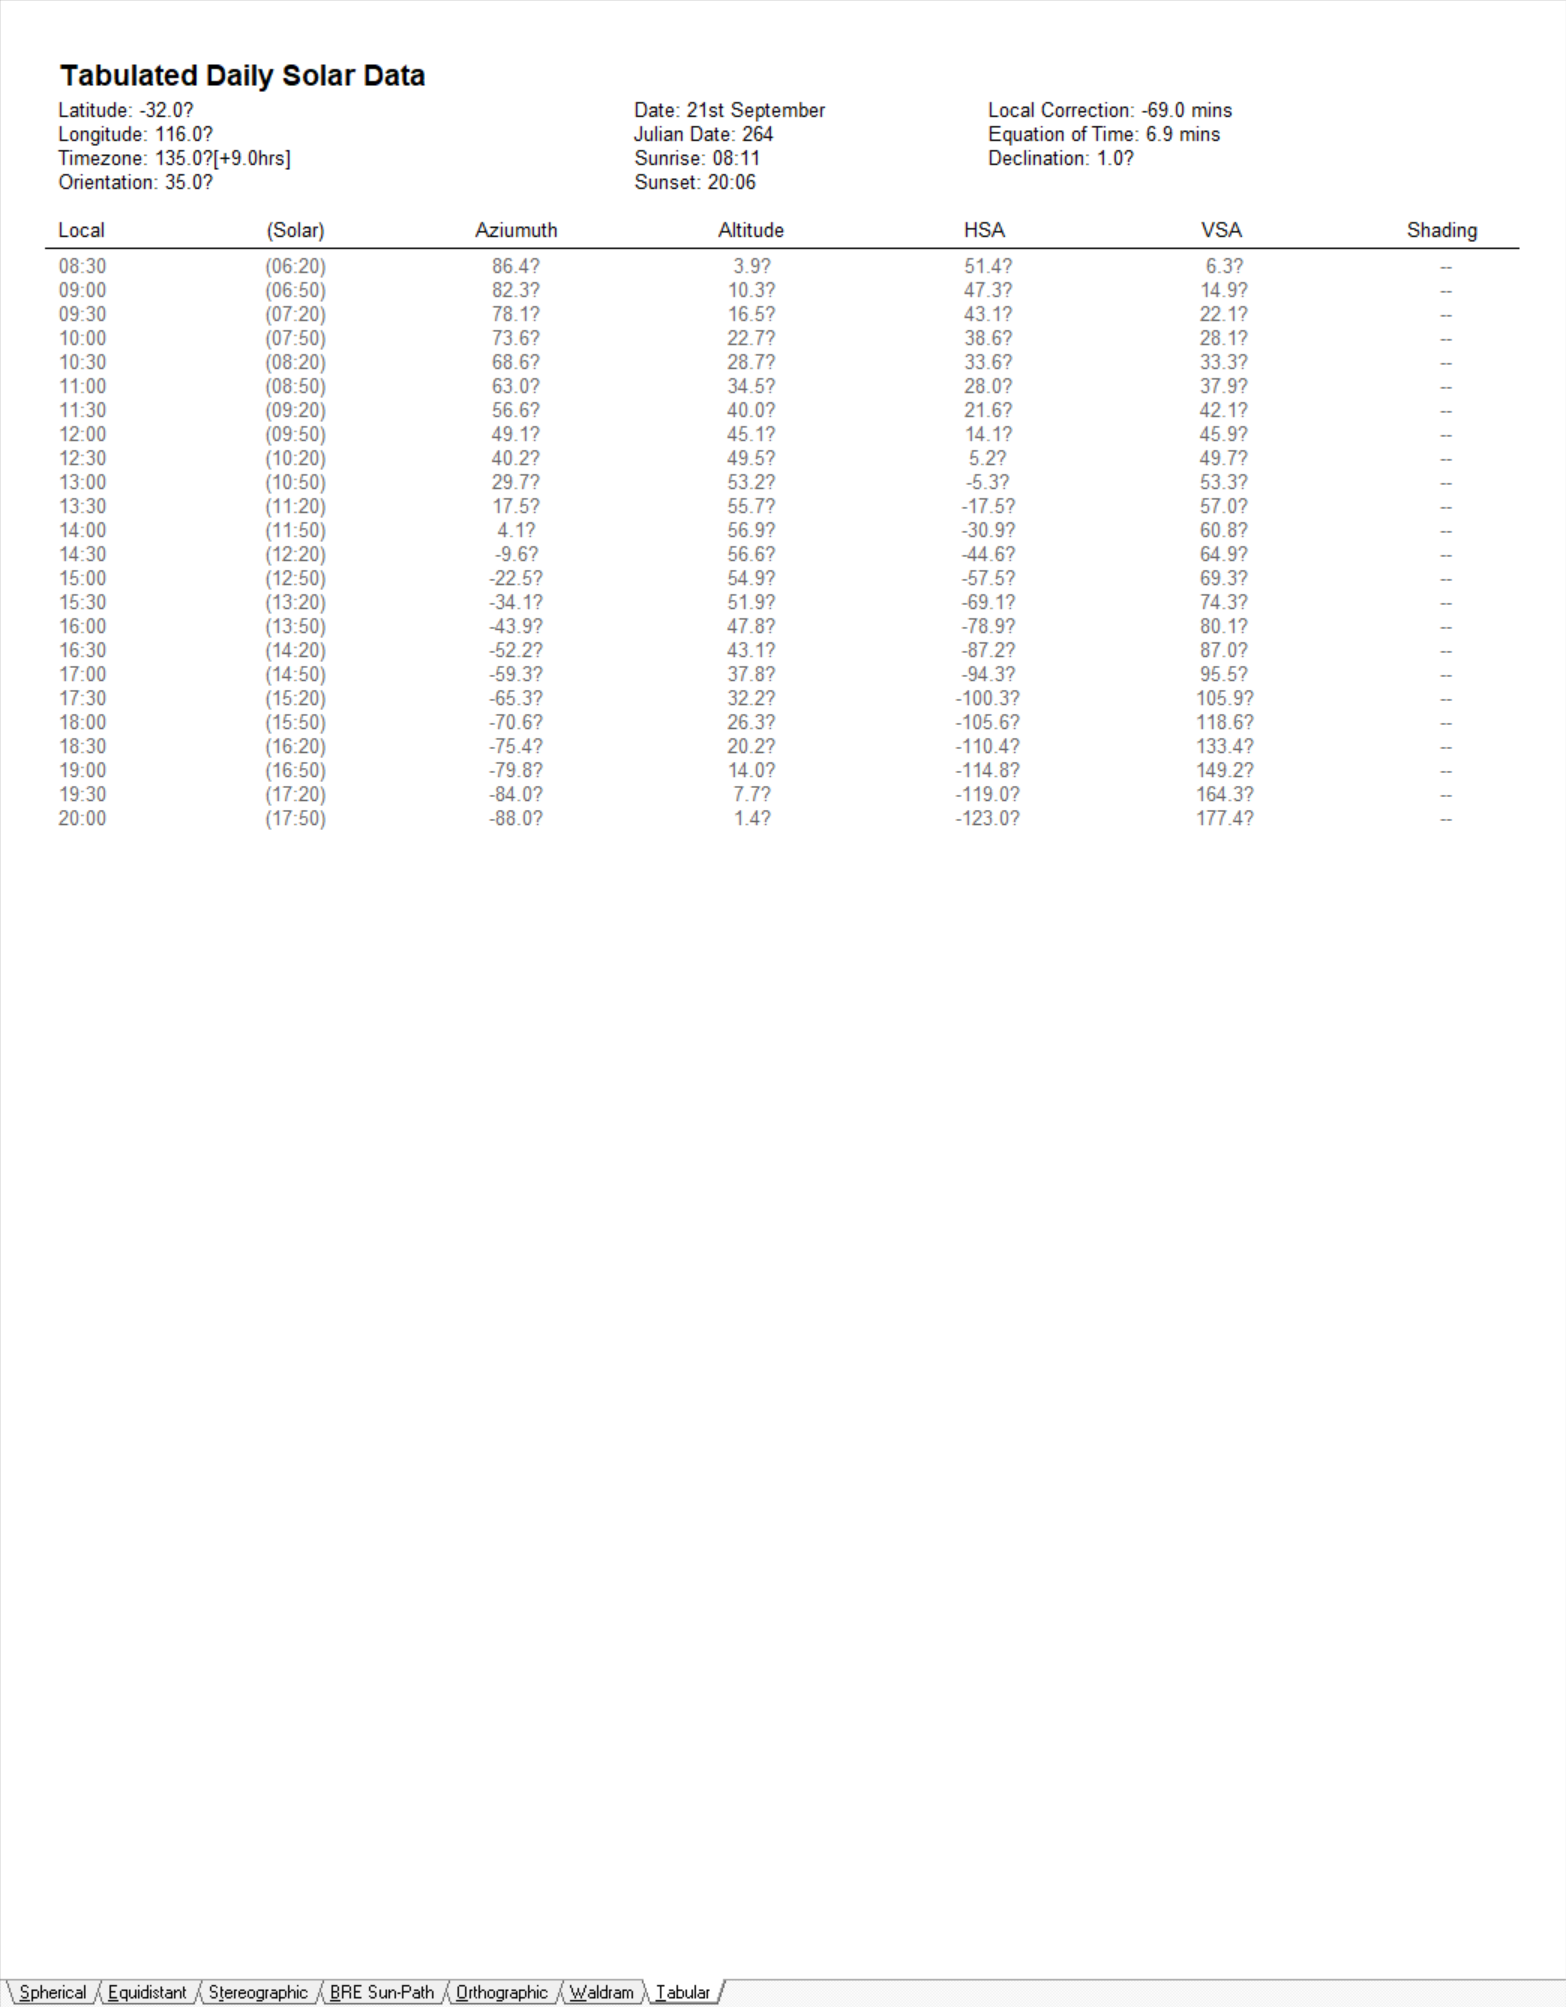 Tabulated Daily Solar Data
Latitude: -32.0? Date: 21st September Local Correction: -69.0 mins
Longitude: 116.0? Julian Date: 264 Equation of Time: 6.9 mins
Timezone: 135.0?[+9.0hrs] Sunrise: 08:11 Declination: 1.0?
Orientation: 35.0? Sunset: 20:06
Local (Solar) Aziumuth Altitude HSA VSA Shading
08:30 (06:20) 86.4? 3.9? 51.4? 6.3? --
09:00 (06:50) 82.3? 10.3? 47.3? 14.9? --
09:30 (07:20) 78.1? 16.5? 43.1? 22.1? --
10:00 (07:50) 73.6? 22.7? 38.6? 28.1? --
10:30 (08:20) 68.6? 28.7? 33.6? 33.3? --
11:00 (08:50) 63.0? 34.5? 28.0? 37.9? --
11:30 (09:20) 56.6? 40.0? 21.6? 42.1? --
12:00 (09:50) 49.1? 45.1? 14.1? 45.9? --
12:30 (10:20) 40.2? 49.5? 5.2? 49.7? --
13:00 (10:50) 29.7? 53.2? -5.3? 53.3? --
13:30 (11:20) 17.5? 55.7? -17.5? 57.0? --
14:00 (11:50) 4.1? 56.9? -30.9? 60.8? --
14:30 (12:20) -9.6? 56.6? -44.6? 64.9? --
15:00 (12:50) -22.5? 54.9? -57.5? 69.3? --
15:30 (13:20) -34.1? 51.9? -69.1? 74.3? --
16:00 (13:50) -43.9? 47.8? -78.9? 80.1? --
16:30 (14:20) -52.2? 43.1? -87.2? 87.0? --
17:00 (14:50) -59.3? 37.8? -94.3? 95.5? --
17:30 (15:20) -65.3? 32.2? -100.3? 105.9? --
18:00 (15:50) -70.6? 26.3? -105.6? 118.6? --
18:30 (16:20) -75.4? 20.2? -110.4? 133.4? --
19:00 (16:50) -79.8? 14.0? -114.8? 149.2? --
19:30 (17:20) -84.0? 7.7? -119.0? 164.3? --
20:00 (17:50) -88.0? 1.4? -123.0? 177.4? --
Spherical Equidistant Stereographic BRE Sun-Path Orthographic Waldram Tabular